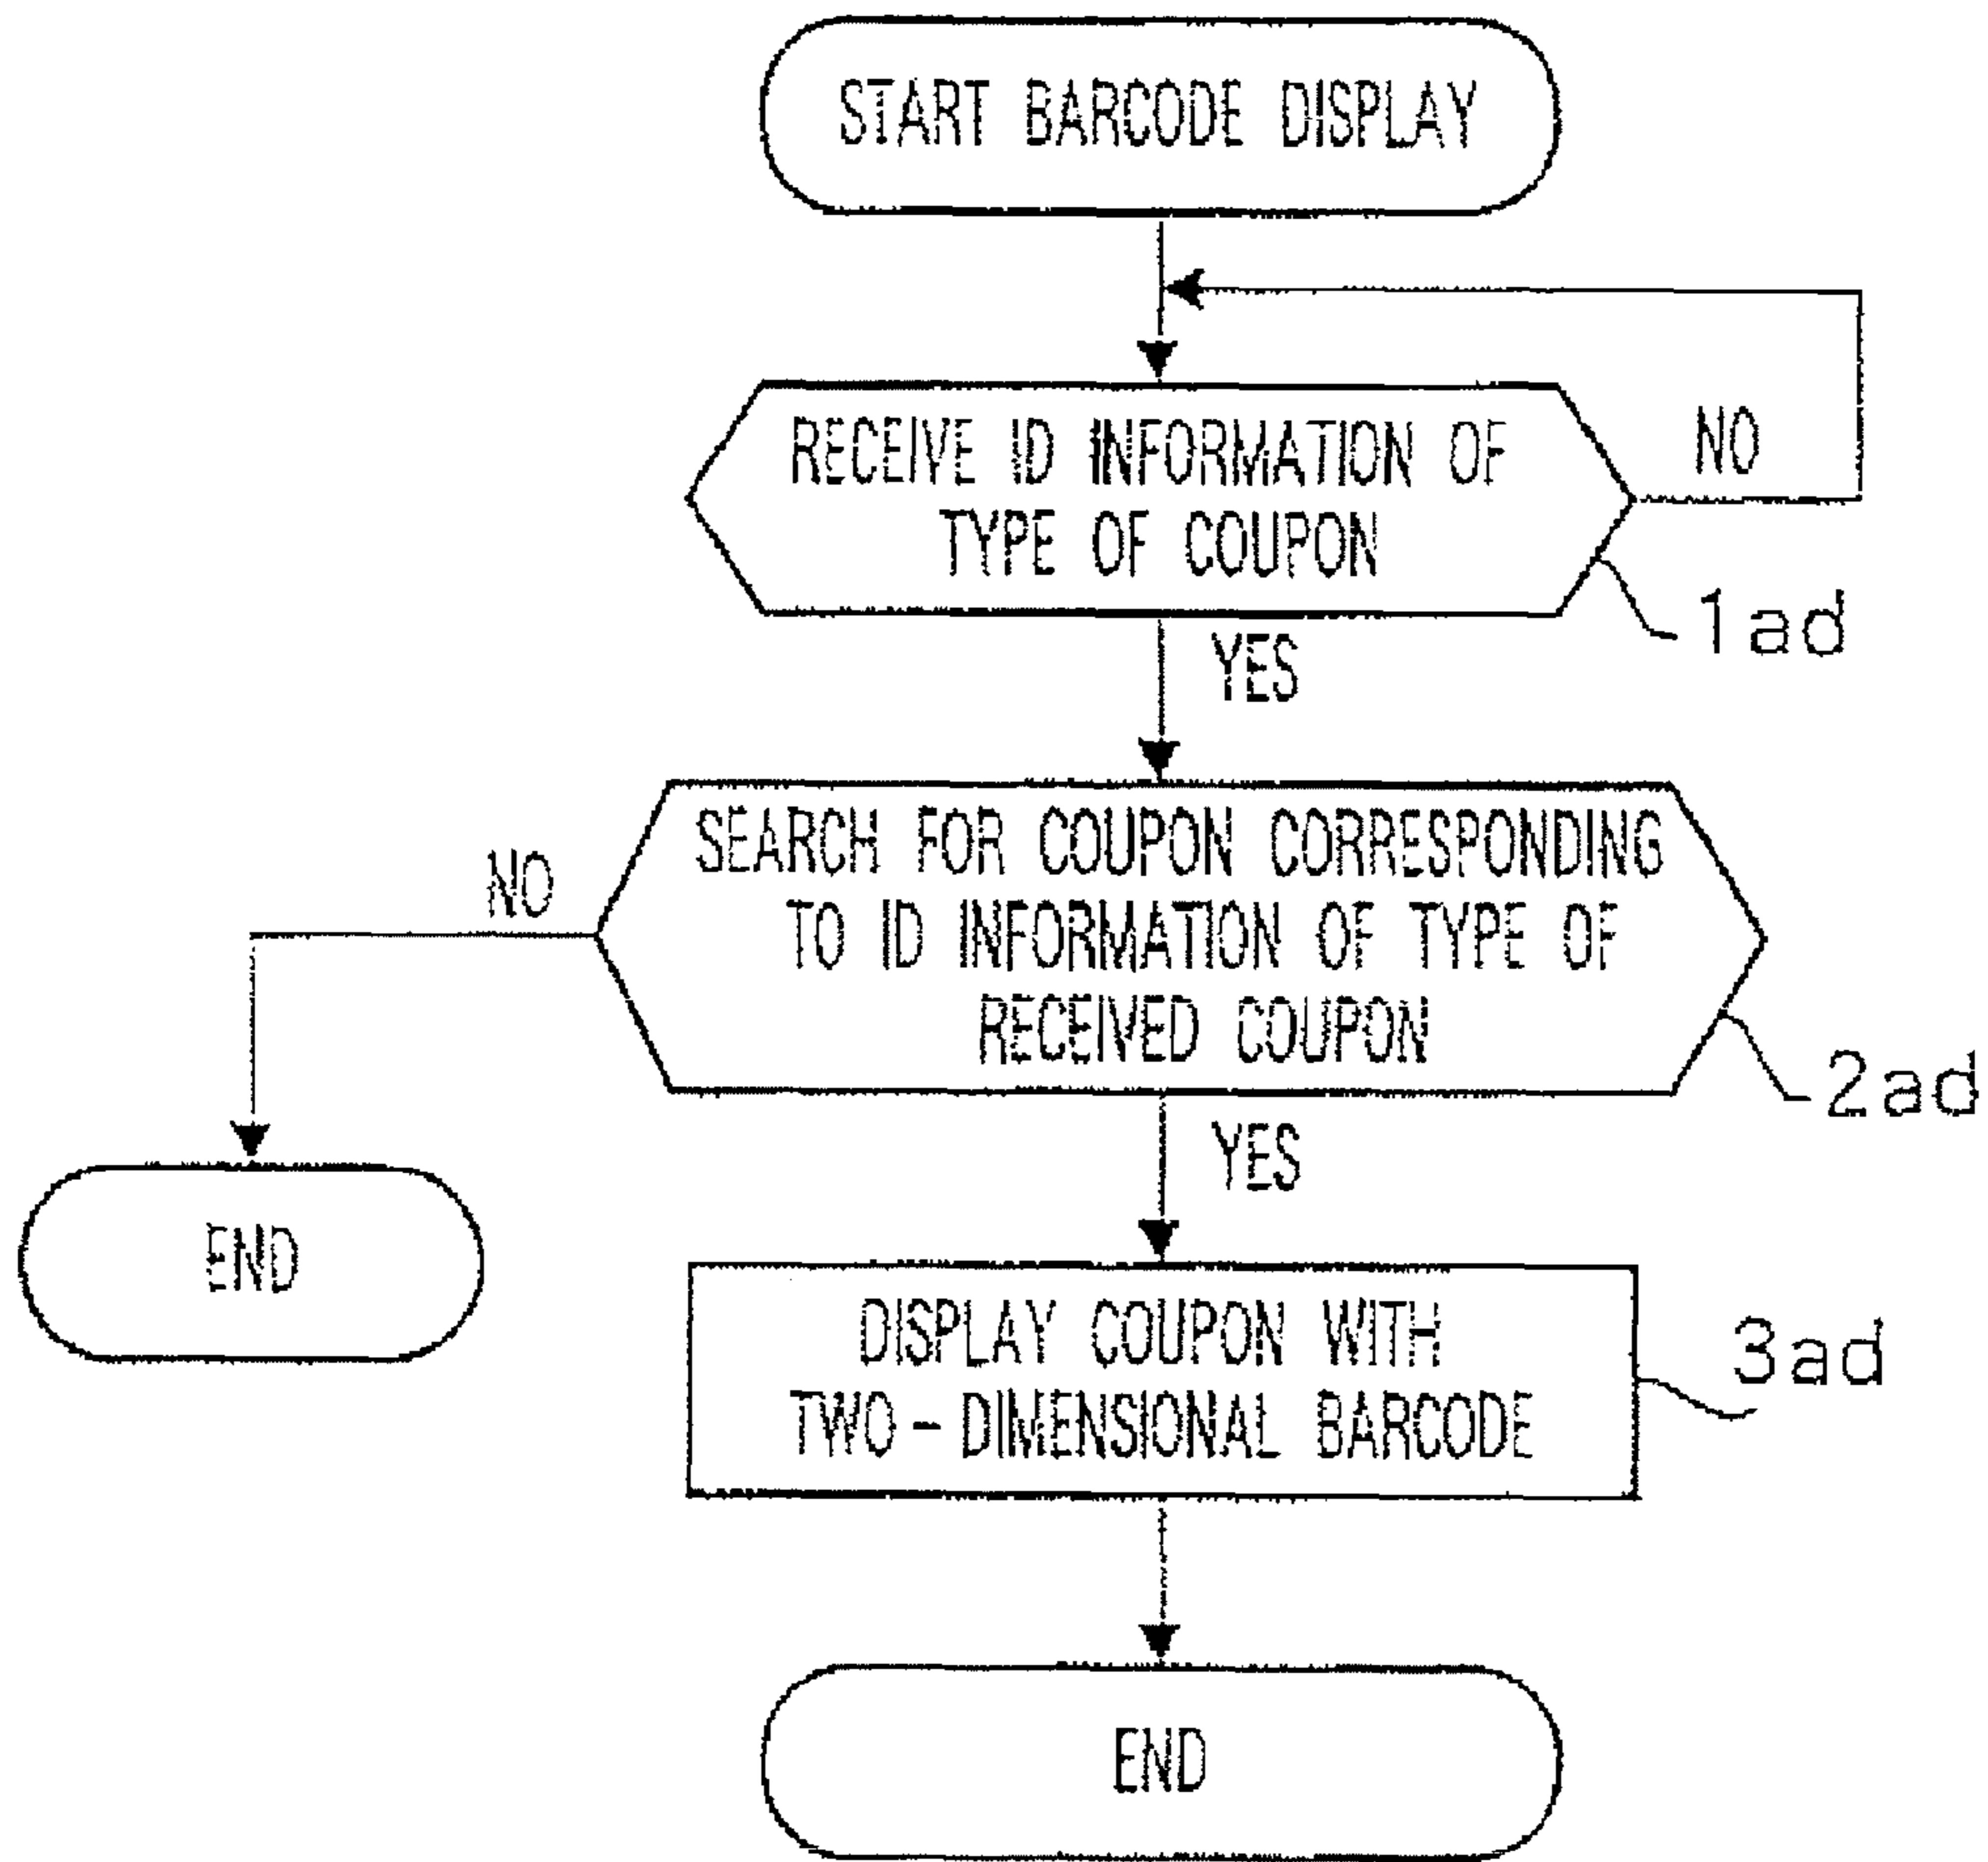 START BARCODE DISPLAY
RECEIVE ID INFORMATION OF
TYPE OF COUPON
NO
1ad
YES
SEARCH FOR COUPON CORRESPONDING
TO ID INFORMATION OF TYPE OF
RECEIVED COUPON
NO
2ad
YES
END
DISPLAY COUPON WITH
TWO-DIMENSIONAL BARCODE
3ad
END